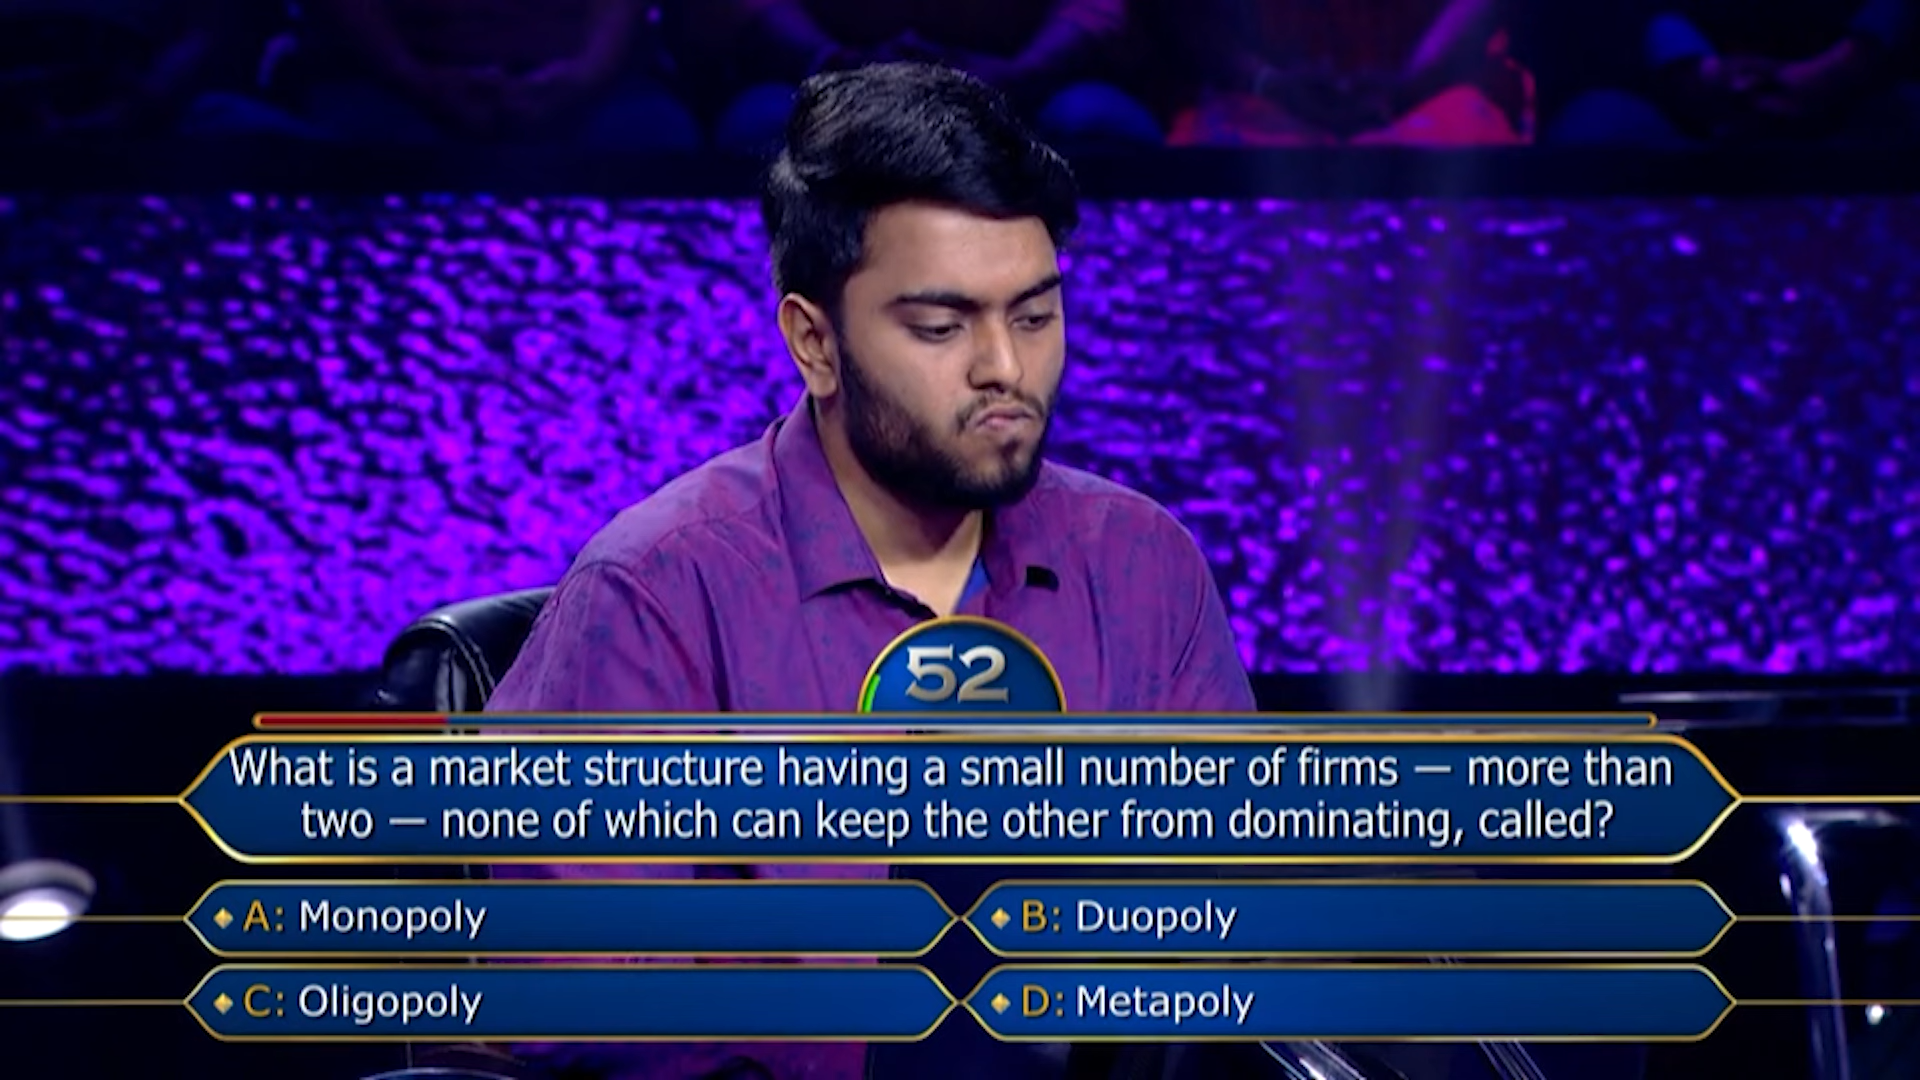 52
What is a market structure having a small number of firms — more than
two — none of which can keep the other from dominating, called?
A: Monopoly
B: Duopoly
C: Oligopoly
D: Metapoly